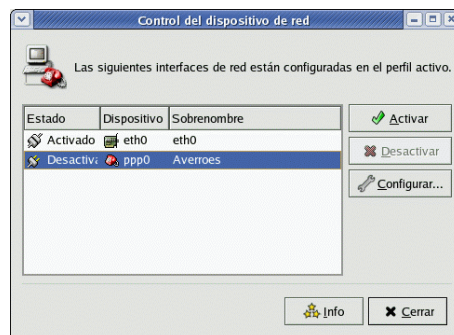 Control del dispositivo de red
Las siguientes interfaces de red están configuradas en el perfil activo.
Estado Dispositivo Sobrenombre
Activado eth0 eth0
Desactiva ppp0 Averroes
Activar
Desactivar
Configurar...
Info
Cerrar